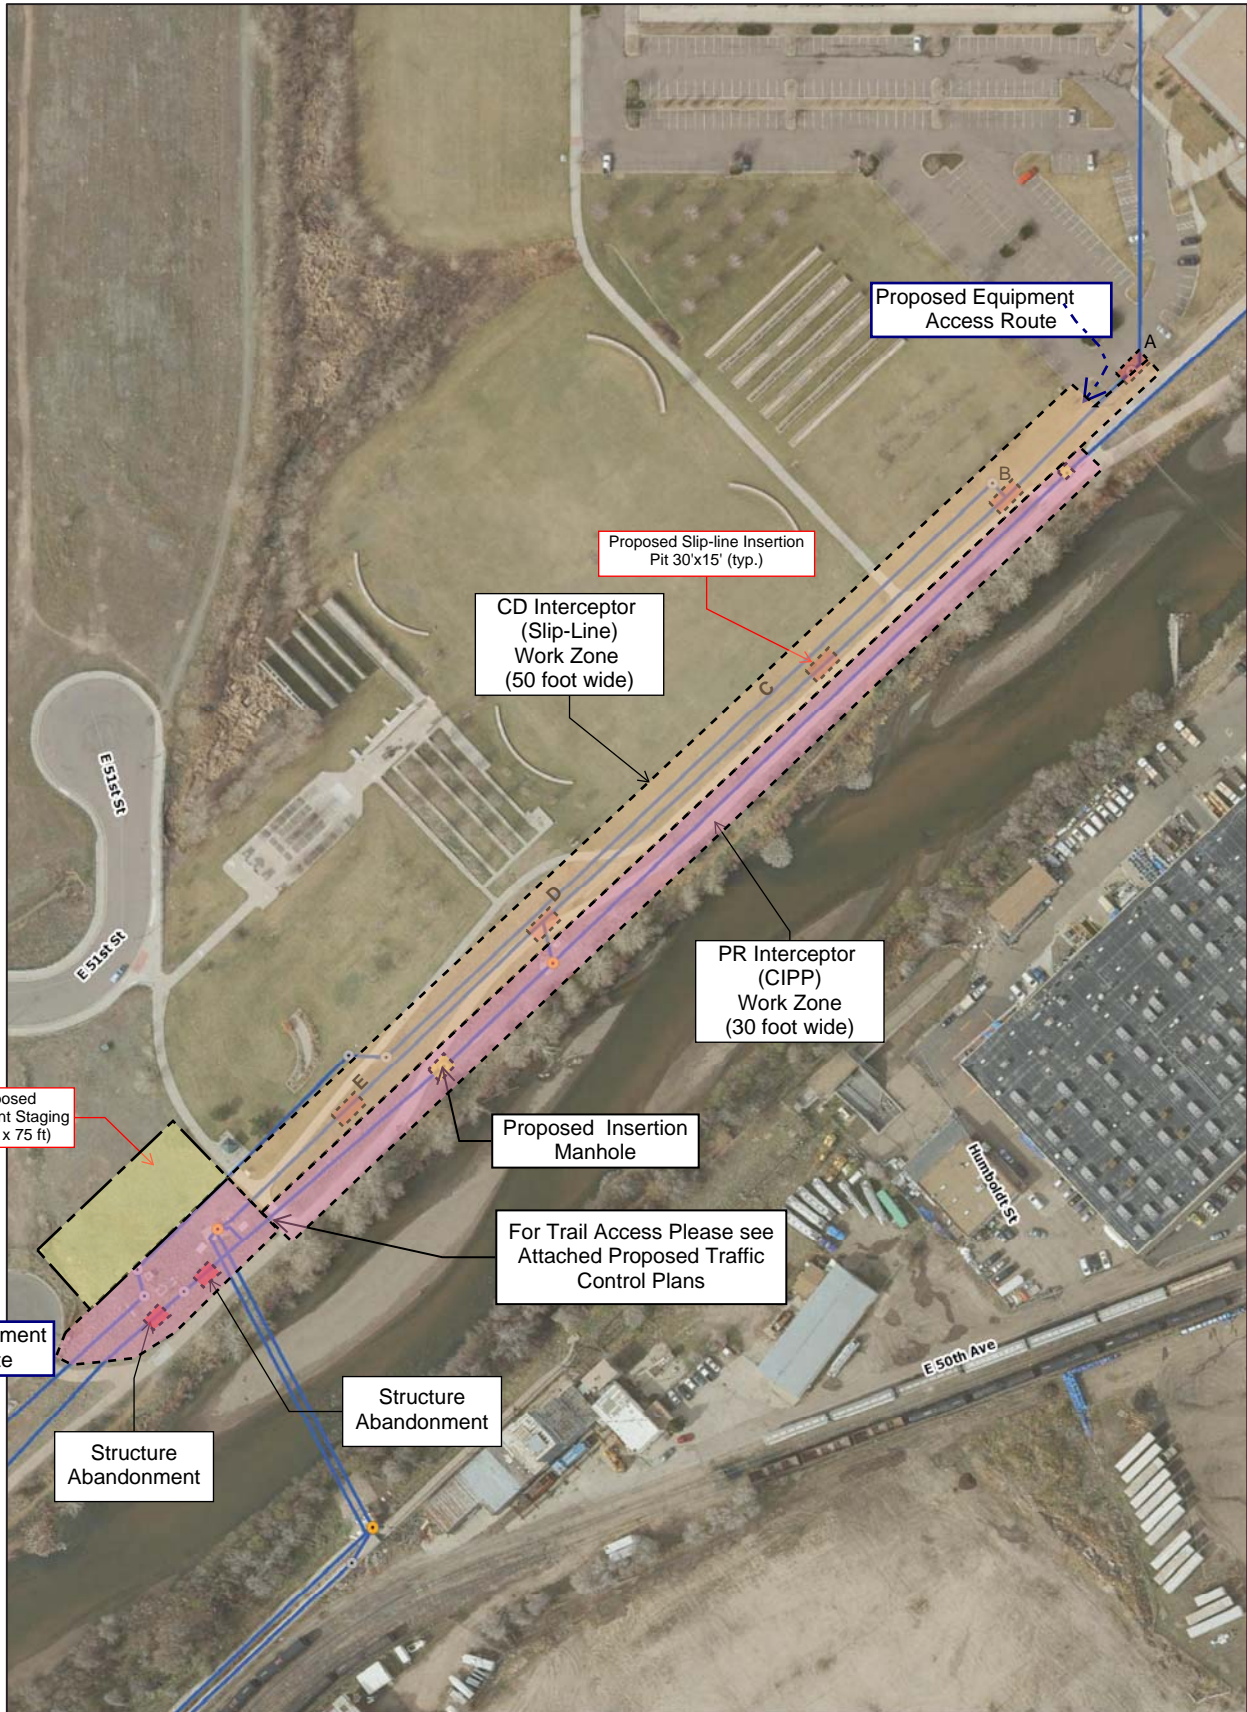 Proposed Equipment
Access Route
A
B
Proposed Slip-line Insertion
Pit 30'x15' (typ.)
CD Interceptor
(Slip-Line)
Work Zone
(50 foot wide)
C
E 51st St
E 51st St
D
PR Interceptor
(CIPP)
Work Zone
(30 foot wide)
E
posed
nt Staging
x 75 ft)
Proposed Insertion
Manhole
Humboldt St
For Trail Access Please see
Attached Proposed Traffic
Control Plans
ment
te
E 50th Ave
Structure
Abandonment
Structure
Abandonment